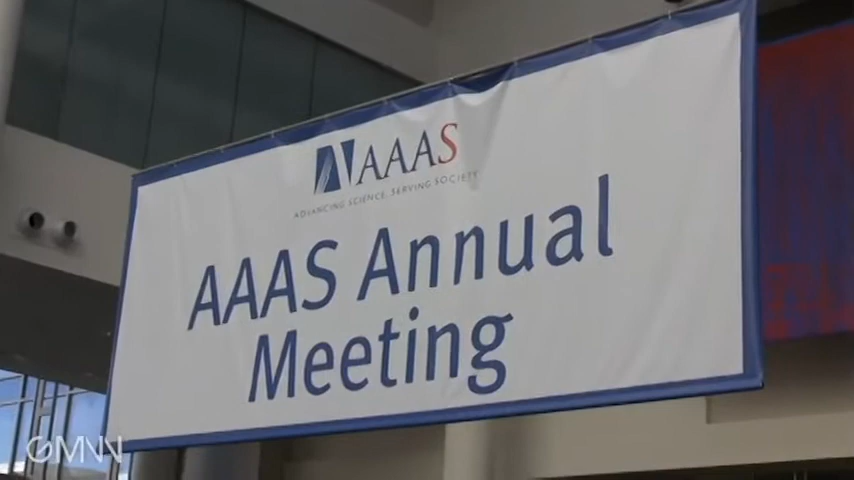 AAAS
ADVANCING SCIENCE, SERVING SOCIETY
AAAS Annual
Meeting
GMNN